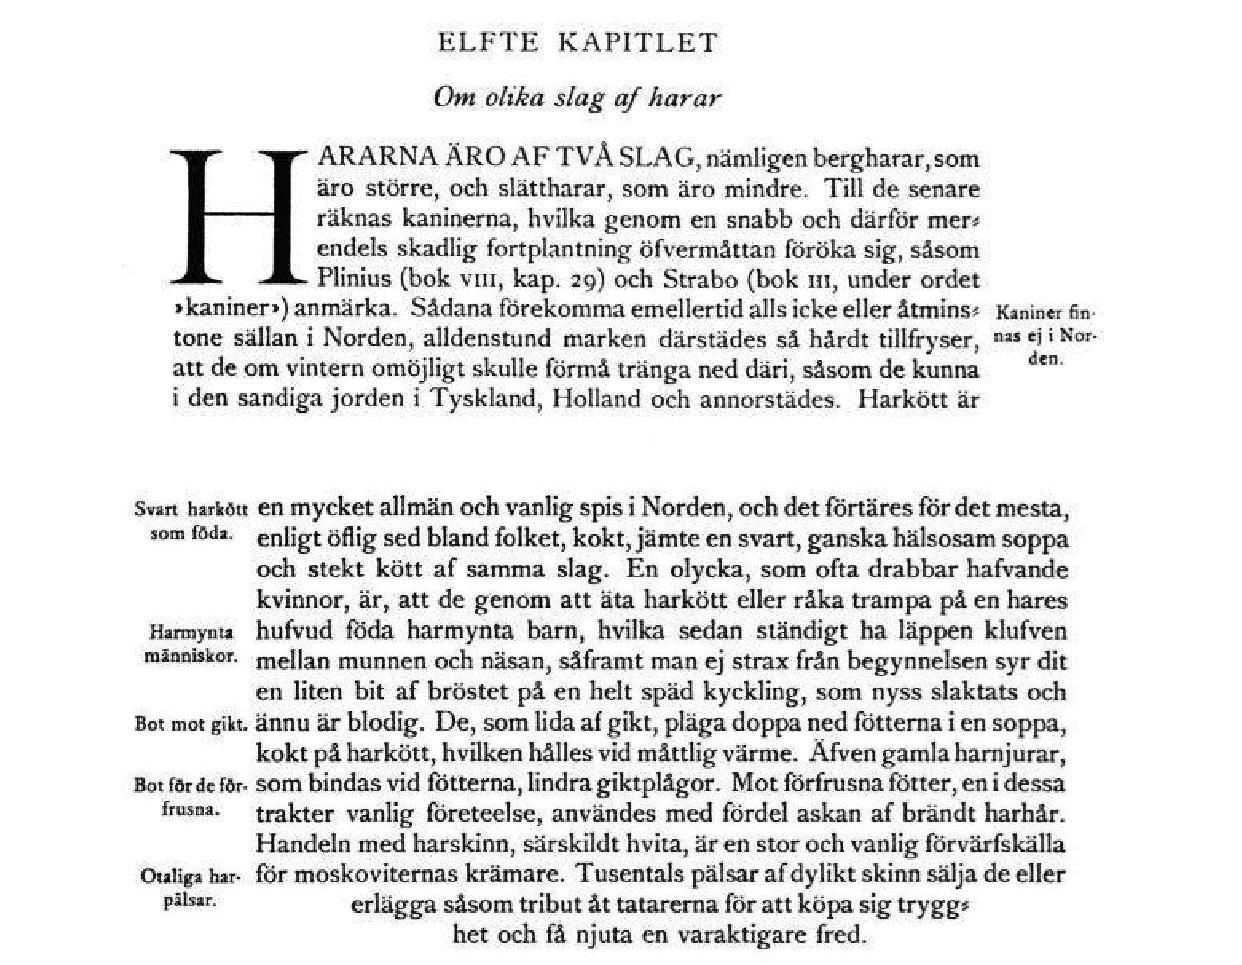 ELFTE KAPITLET
Om olika slag af harar
HARARNA ÄRO AF TVÅ SLAG, nämligen bergharar, som
äro större, och slättharar, som äro mindre. Till de senare
räknas kaninerna, hvilka genom en snabb och därför mer⸗
endels skadlig fortplantning öfvermåttan föröka sig, såsom
Plinius (bok VIII, kap. 29) och Strabo (bok III, under ordet
»kaniner») anmärka. Sådana förekomma emellertid alls icke eller åtmins⸗
tone sällan i Norden, alldenstund marken därstädes så hårdt tillfryser,
att de om vintern omöjligt skulle förmå tränga ned däri, såsom de kunna
i den sandiga jorden i Tyskland, Holland och annorstädes. Harkött är
Kaniner fin-
nas ej i Nor-
den.
Svart harkött
som föda.
en mycket allmän och vanlig spis i Norden, och det förtäres för det mesta,
enligt öflig sed bland folket, kokt, jämte en svart, ganska hälsosam soppa
och stekt kött af samma slag. En olycka, som ofta drabbar hafvande
kvinnor, är, att de genom att äta harkött eller råka trampa på en hares
Harmynta
människor.
hufvud föda harmynta barn, hvilka sedan ständigt ha läppen klufven
mellan munnen och näsan, såframt man ej strax från begynnelsen syr dit
en liten bit af bröstet på en helt späd kyckling, som nyss slaktats och
Bot mot gikt.
ännu är blodig. De, som lida af gikt, pläga doppa ned fötterna i en soppa,
kokt på harkött, hvilken hålles vid måttlig värme. Äfven gamla harnjurar,
Bot för de för-
frusna.
som bindas vid fötterna, lindra giktplågor. Mot förfrusna fötter, en i dessa
trakter vanlig företeelse, användes med fördel askan af brändt harhår.
Handeln med harskinn, särskildt hvita, är en stor och vanlig förvärfskälla
Otaliga har-
pälsar.
för moskoviternas krämare. Tusentals pälsar af dylikt skinn sälja de eller
erlägga såsom tribut åt tatarerna för att köpa sig trygg⸗
het och få njuta en varaktigare fred.